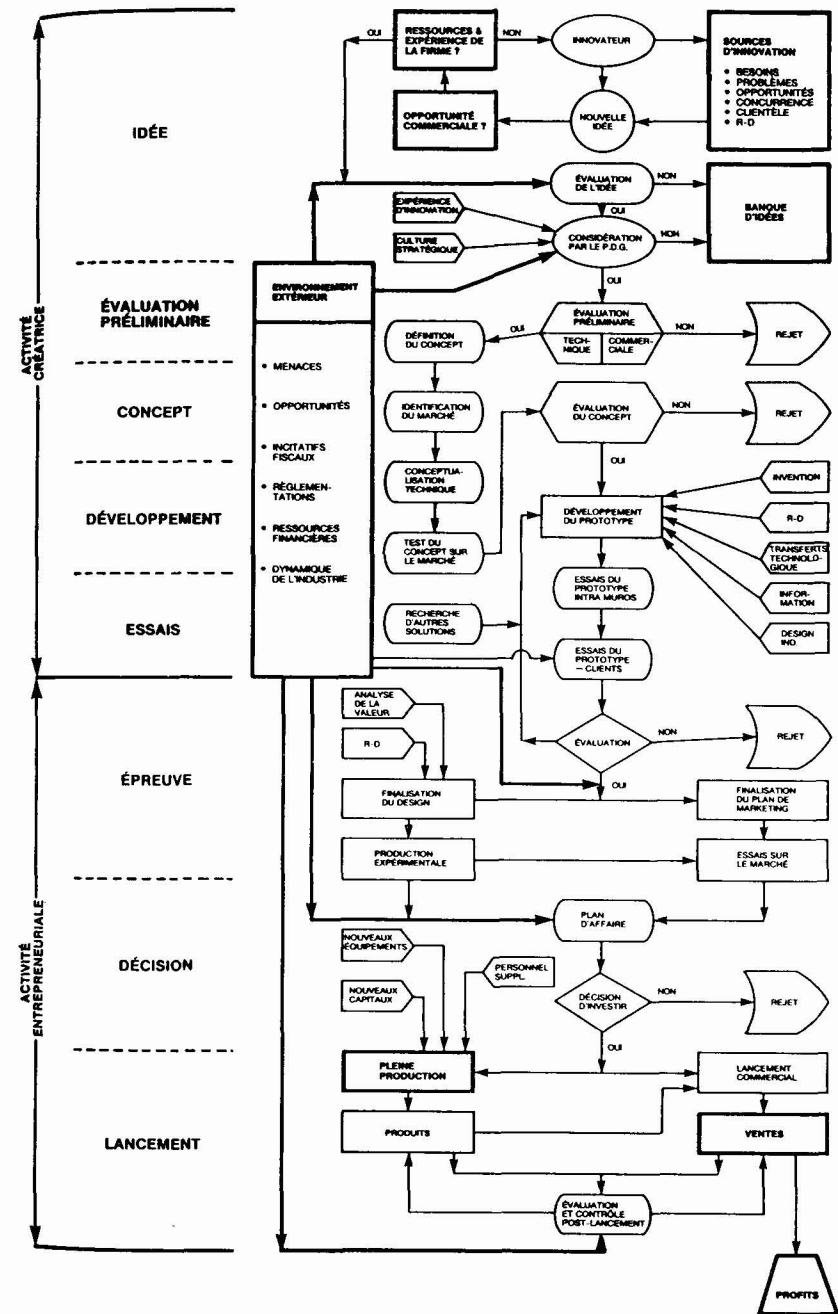 ACTIVITÉ
CRÉATRICE
IDÉE
ÉVALUATION
PRÉLIMINAIRE
CONCEPT
DÉVELOPPEMENT
ESSAIS
ACTIVITÉ
ENTREPRENEURIALE
ÉPREUVE
DÉCISION
LANCEMENT
OUI
RESSOURCES &
EXPÉRIENCE DE
LA FIRME ?
NON
INNOVATEUR
SOURCES
D'INNOVATION
• BESOINS
• PROBLÈMES
• OPPORTUNITÉS
• CONCURRENCE
• CLIENTÈLE
• R-D
OPPORTUNITÉ
COMMERCIALE ?
NOUVELLE
IDÉE
ÉVALUATION
DE L'IDÉE
NON
OUI
BANQUE
D'IDÉES
EXPÉRIENCE
D'INNOVATION
CULTURE
STRATÉGIQUE
CONSIDÉRATION
PAR LE P.D.G.
NON
OUI
ENVIRONNEMENT
EXTÉRIEUR
• MENACES
• OPPORTUNITÉS
• INCITATIFS
FISCAUX
• RÈGLEMEN-
TATIONS
• RESSOURCES
FINANCIÈRES
• DYNAMIQUE
DE L'INDUSTRIE
ÉVALUATION
PRÉLIMINAIRE
TECH-
NIQUE
COMMER-
CIALE
OUI
NON
REJET
DÉFINITION
DU CONCEPT
IDENTIFICATION
DU MARCHÉ
CONCEPTUA-
LISATION
TECHNIQUE
TEST DU
CONCEPT SUR
LE MARCHÉ
ÉVALUATION
DU CONCEPT
NON
REJET
OUI
DÉVELOPPEMENT
DU PROTOTYPE
INVENTION
R-D
TRANSFERTS
TECHNOLO-
GIQUE
INFOR-
MATION
DESIGN
IND.
ESSAIS DU
PROTOTYPE
INTRA MUROS
RECHERCHE
D'AUTRES
SOLUTIONS
ESSAIS DU
PROTOTYPE
— CLIENTS
ANALYSE
DE LA
VALEUR
R-D
ÉVALUATION
NON
REJET
OUI
FINALISATION
DU DESIGN
FINALISATION
DU PLAN DE
MARKETING
PRODUCTION
EXPÉRIMENTALE
ESSAIS SUR
LE MARCHÉ
PLAN
D'AFFAIRE
NOUVEAUX
ÉQUIPEMENTS
PERSONNEL
SUPPL.
NOUVEAUX
CAPITAUX
DÉCISION
D'INVESTIR
NON
REJET
OUI
PLEINE
PRODUCTION
LANCEMENT
COMMERCIAL
PRODUITS
VENTES
ÉVALUATION
ET CONTRÔLE
POST-LANCEMENT
PROFITS